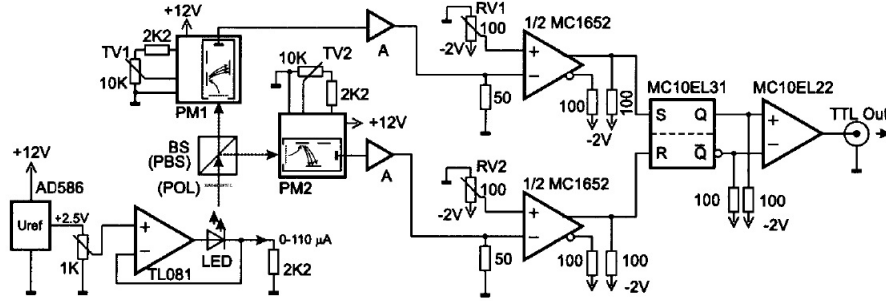 +12V
2K2
TV1
10K
PM1
A
10K
TV2
2K2
+12V
PM2
A
BS
(PBS)
(POL)
+12V
AD586
Uref
+2.5V
1K
+
−
TL081
LED
0-110 µA
2K2
RV1
100
-2V
1/2 MC1652
+
−
50
100
-2V
100
RV2
100
-2V
1/2 MC1652
+
−
50
100
100
-2V
MC10EL31
S
Q
R
Q̅
MC10EL22
+
−
100
100
-2V
TTL Out